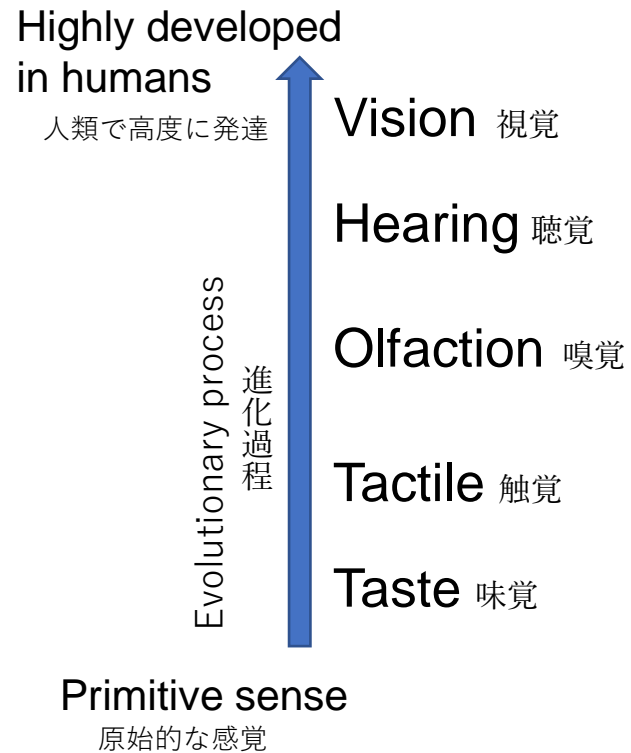 Highly developed
in humans
人類で高度に発達
Vision 視覚
Hearing 聴覚
Olfaction 嗅覚
Tactile 触覚
Taste 味覚
Evolutionary process
進化過程
Primitive sense
原始的な感覚